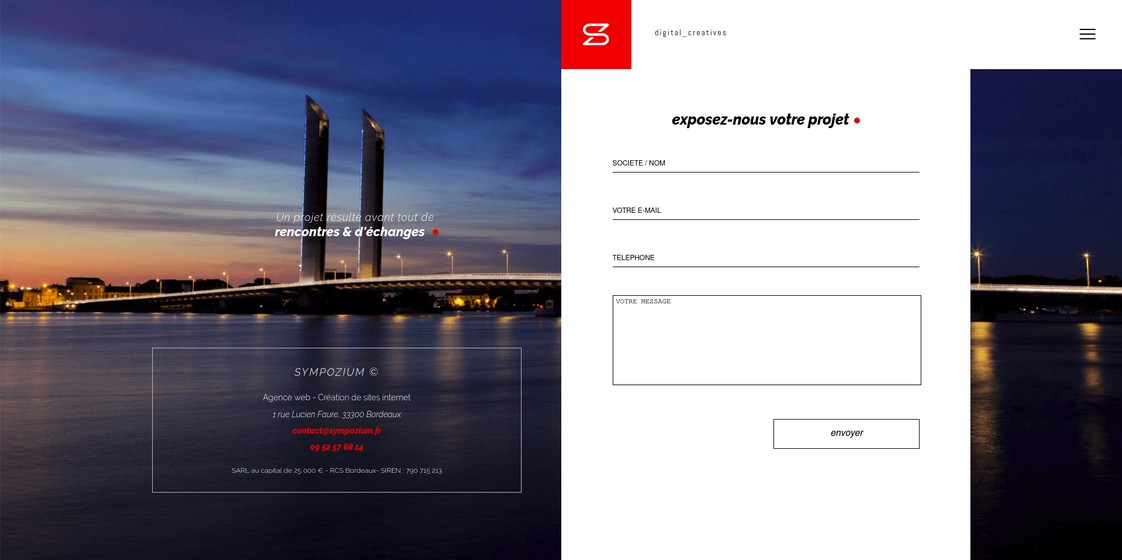 digital_creatives
Un projet résulte avant tout de
rencontres & d'échanges
SYMPOZIUM ©
Agence web - Création de sites internet
1 rue Lucien Faure, 33300 Bordeaux
contact@sympozium.fr
09 52 57 68 14
SARL au capital de 25 000 € - RCS Bordeaux- SIREN : 790 715 213
exposez-nous votre projet
SOCIETE / NOM
VOTRE E-MAIL
TELEPHONE
VOTRE MESSAGE
envoyer